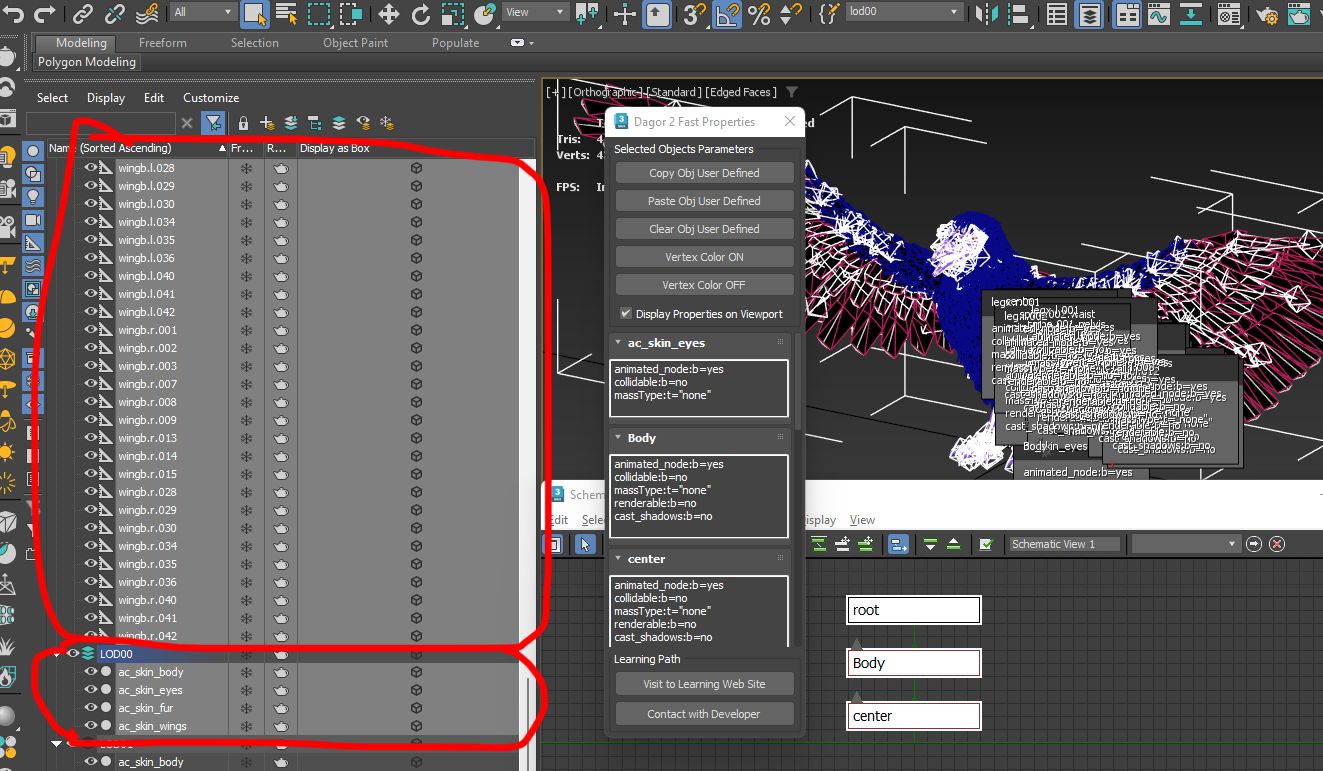 All
View
lod00
Modeling
Freeform
Selection
Object Paint
Populate
Polygon Modeling
Select
Display
Edit
Customize
Name (Sorted Ascending)
Fr...
R...
Display as Box
wingb.l.028
wingb.l.029
wingb.l.030
wingb.l.034
wingb.l.035
wingb.l.036
wingb.l.040
wingb.l.041
wingb.l.042
wingb.r.001
wingb.r.002
wingb.r.003
wingb.r.007
wingb.r.008
wingb.r.009
wingb.r.013
wingb.r.014
wingb.r.015
wingb.r.028
wingb.r.029
wingb.r.030
wingb.r.034
wingb.r.035
wingb.r.036
wingb.r.040
wingb.r.041
wingb.r.042
LOD00
ac_skin_body
ac_skin_eyes
ac_skin_fur
ac_skin_wings
ac_skin_body
[+] [Orthographic] [Standard] [Edged Faces]
Tris: 4
Verts: 4
FPS:
Dagor 2 Fast Properties
Selected Objects Parameters
Copy Obj User Defined
Paste Obj User Defined
Clear Obj User Defined
Vertex Color ON
Vertex Color OFF
Display Properties on Viewport
ac_skin_eyes
animated_node:b=yes
collidable:b=no
massType:t="none"
Body
animated_node:b=yes
collidable:b=no
massType:t="none"
renderable:b=no
cast_shadows:b=no
center
animated_node:b=yes
collidable:b=no
massType:t="none"
renderable:b=no
cast_shadows:b=no
Learning Path
Visit to Learning Web Site
Contact with Developer
animated_node:b=yes
Schem
Edit
Selec
isplay
View
Schematic View 1
root
Body
center